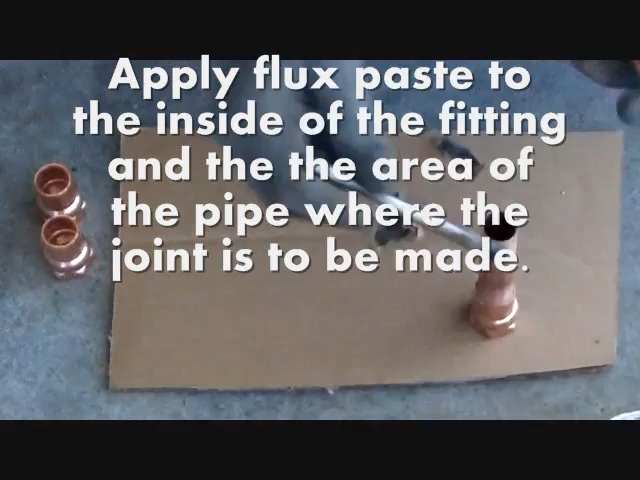 Apply flux paste to
the inside of the fitting
and the the area of
the pipe where the
joint is to be made.